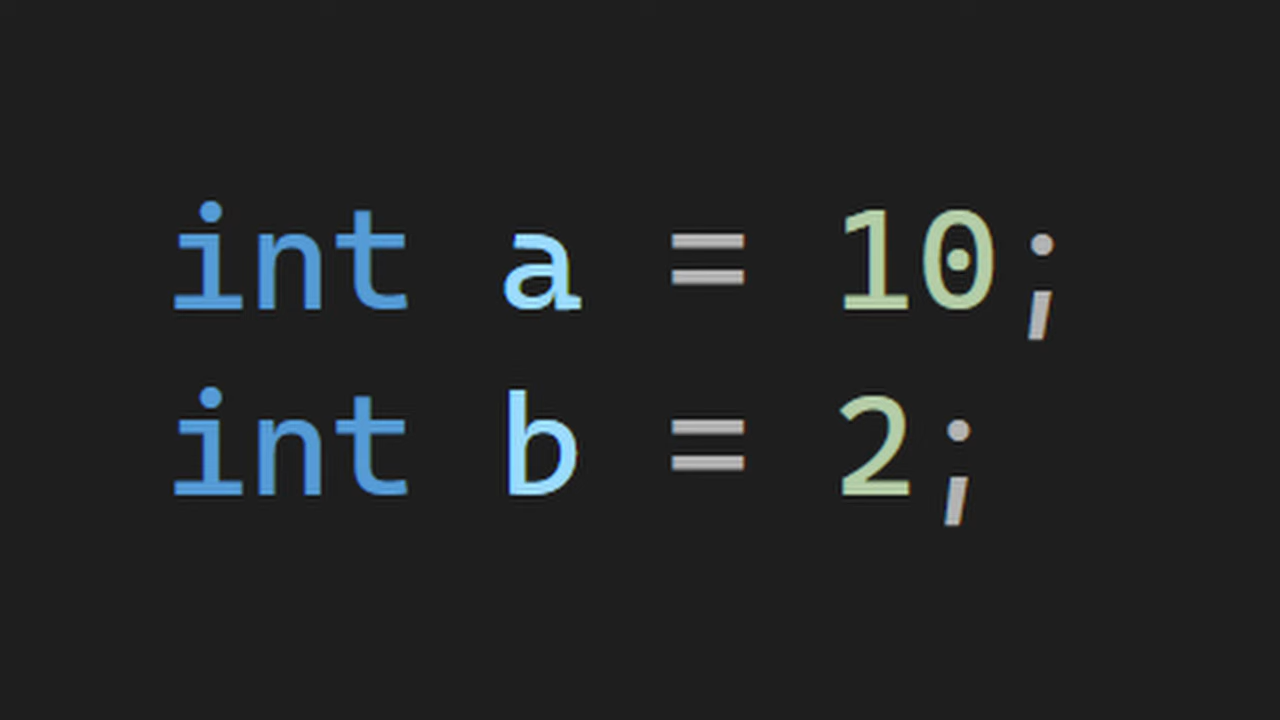 int a = 10;
int b = 2;